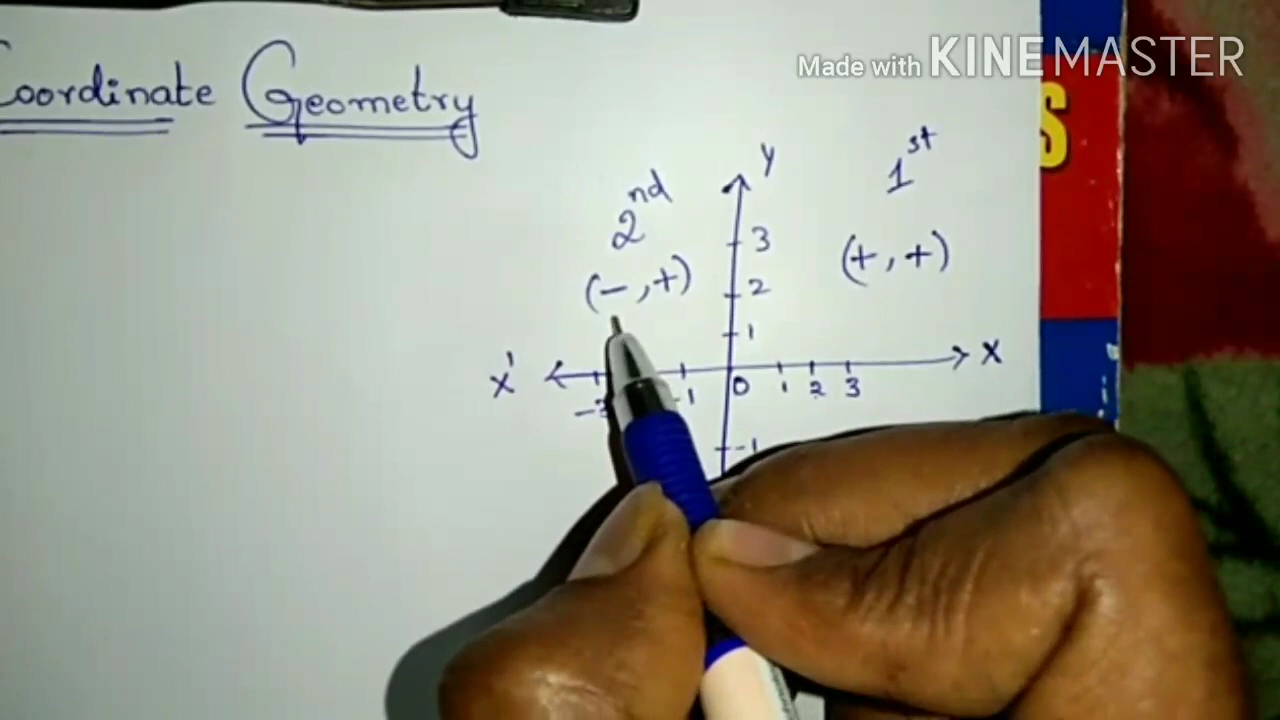 Made with KINEMASTER
Coordinate Geometry
S
Y
1st
2nd
3
(+,+)
(-,+)
2
1
X'
X
-1
0
1
2
3
-1